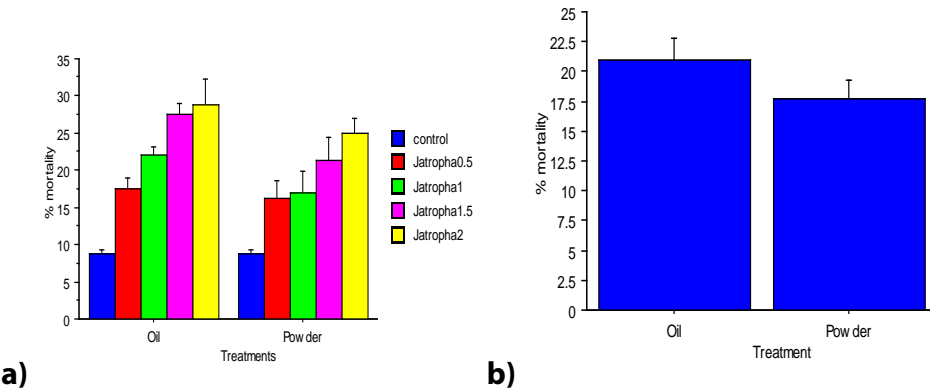 35
30
25
20
15
10
5
0
% mortality
Oil
Pow der
Treatments
control
Jatropha0.5
Jatropha1
Jatropha1.5
Jatropha2
a)
25
22.5
20
17.5
15
12.5
10
7.5
5
2.5
0
% mortality
Oil
Pow der
Treatment
b)